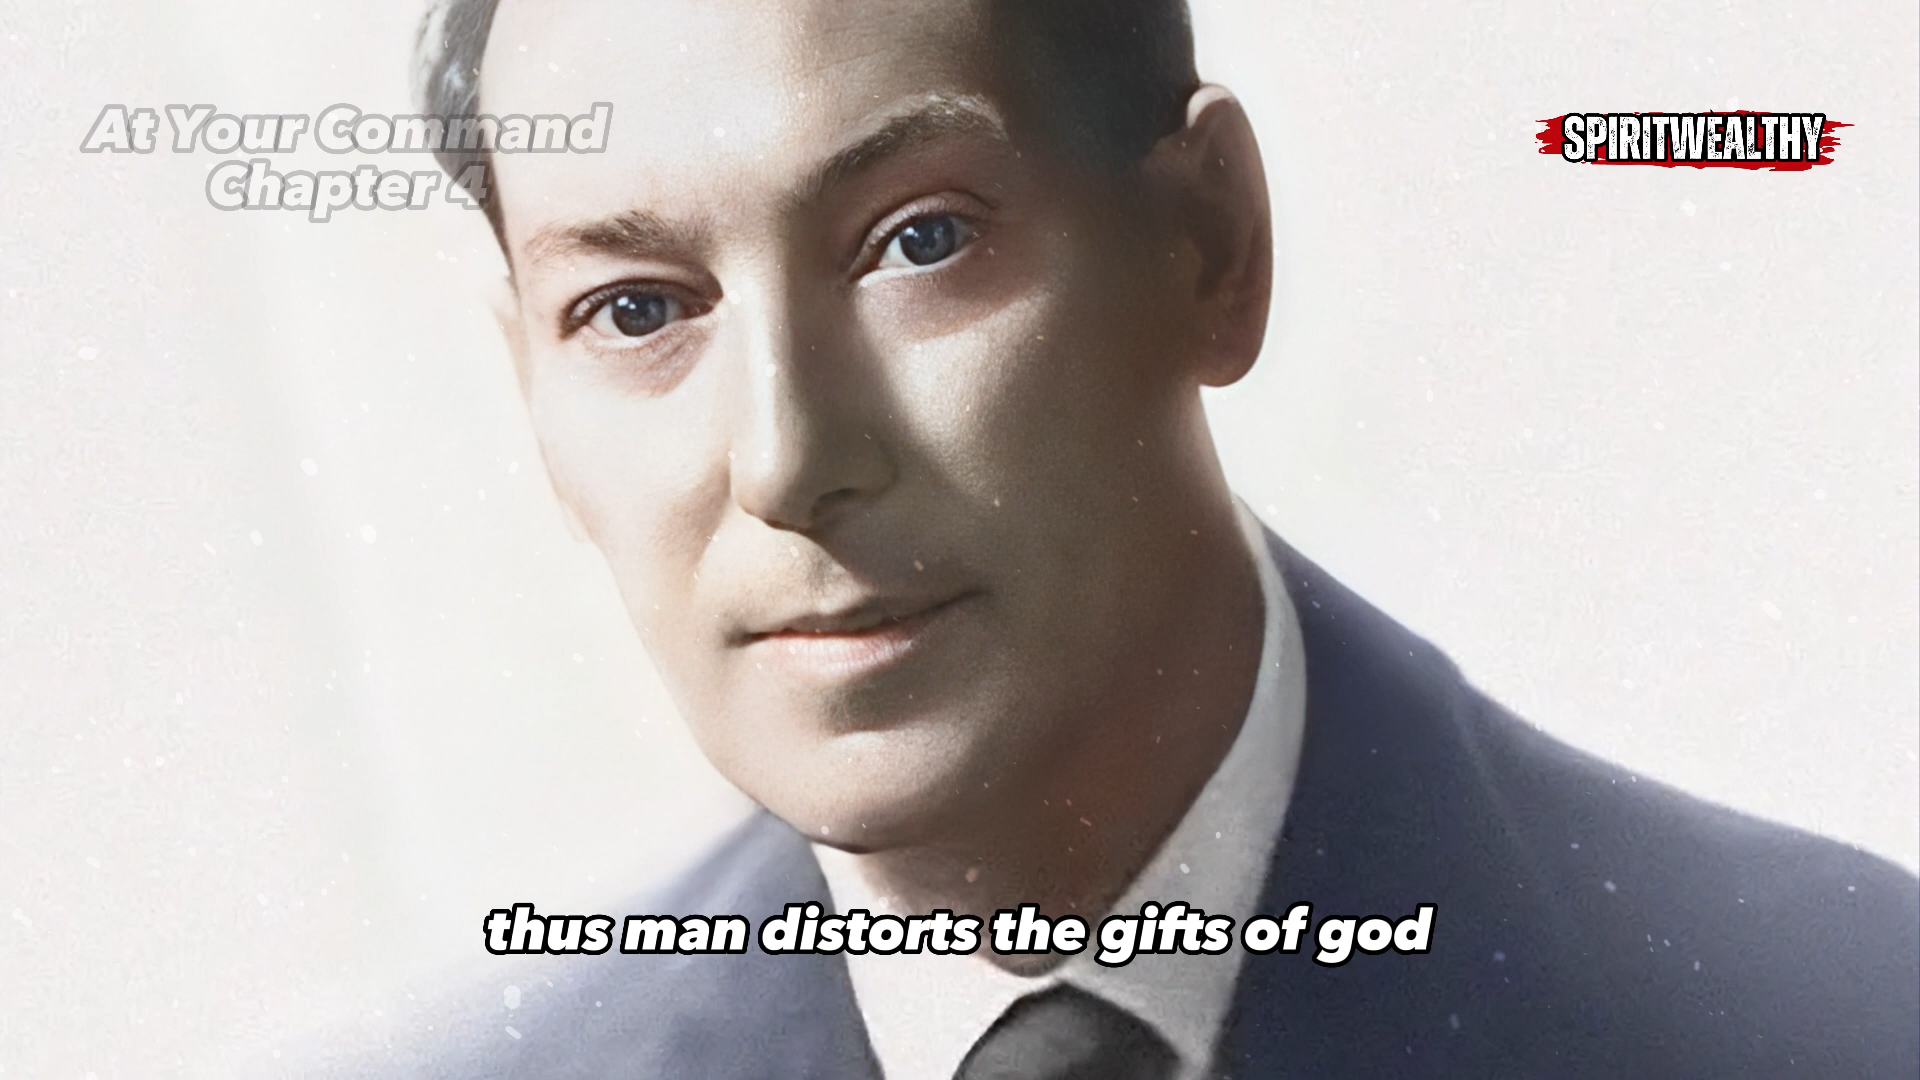 At Your Command
Chapter 4
SPIRITWEALTHY
thus man distorts the gifts of god